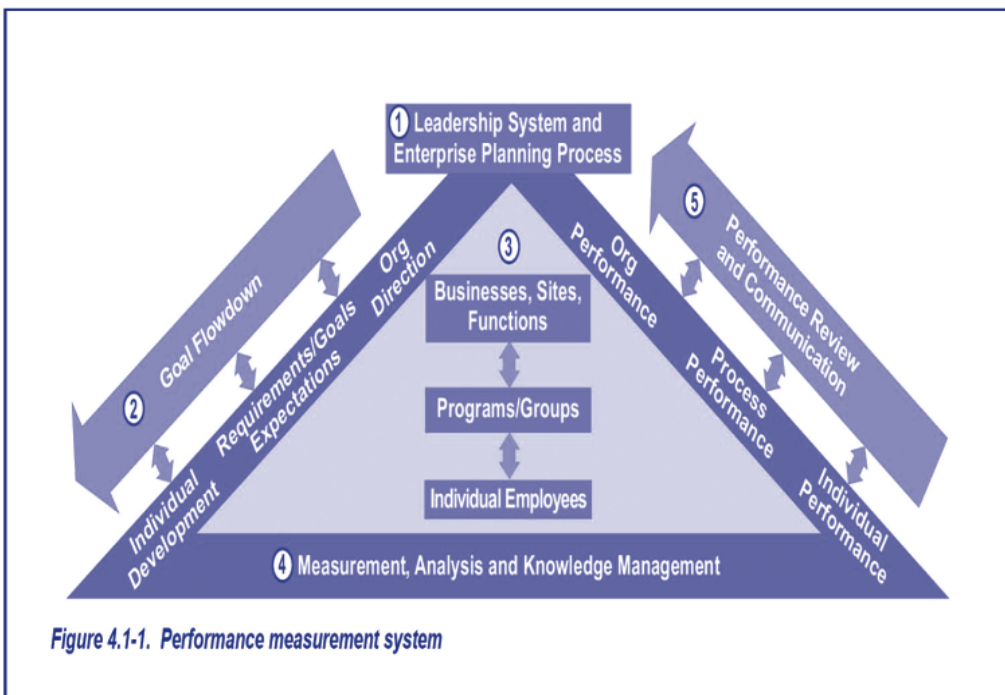 1 Leadership System and
Enterprise Planning Process
2 Goal Flowdown
Org
Direction
Requirements/Goals
Expectations
Individual
Development
3
Businesses, Sites,
Functions
Programs/Groups
Individual Employees
Org
Performance
Process
Performance
Individual
Performance
5 Performance Review
and Communication
4 Measurement, Analysis and Knowledge Management
Figure 4.1-1. Performance measurement system